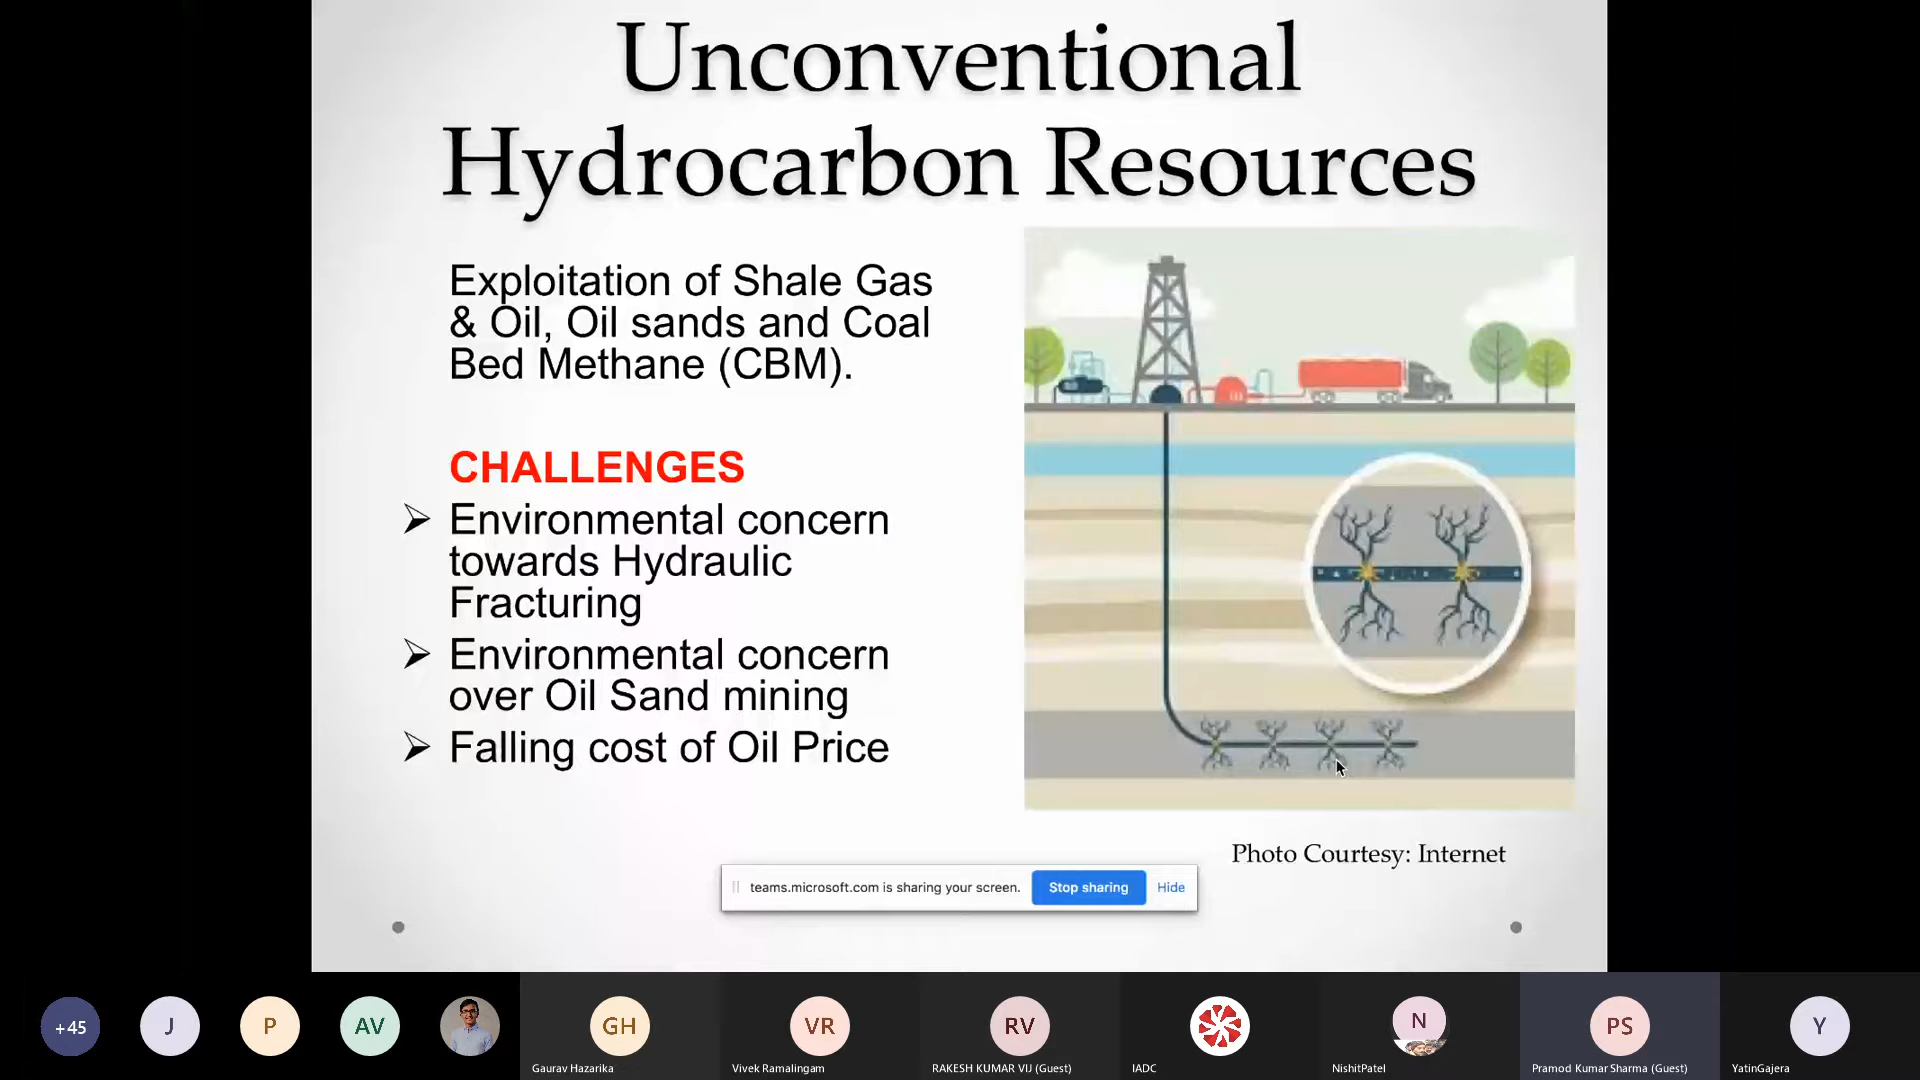 Unconventional
Hydrocarbon Resources
Exploitation of Shale Gas
& Oil, Oil sands and Coal
Bed Methane (CBM).
CHALLENGES
Environmental concern
towards Hydraulic
Fracturing
Environmental concern
over Oil Sand mining
Falling cost of Oil Price
Photo Courtesy: Internet
teams.microsoft.com is sharing your screen.
Stop sharing
Hide
+45
J
P
AV
GH
VR
RV
N
PS
Y
Gaurav Hazarika
Vivek Ramalingam
RAKESH KUMAR VIJ (Guest)
IADC
NishitPatel
Pramod Kumar Sharma (Guest)
YatinGajera